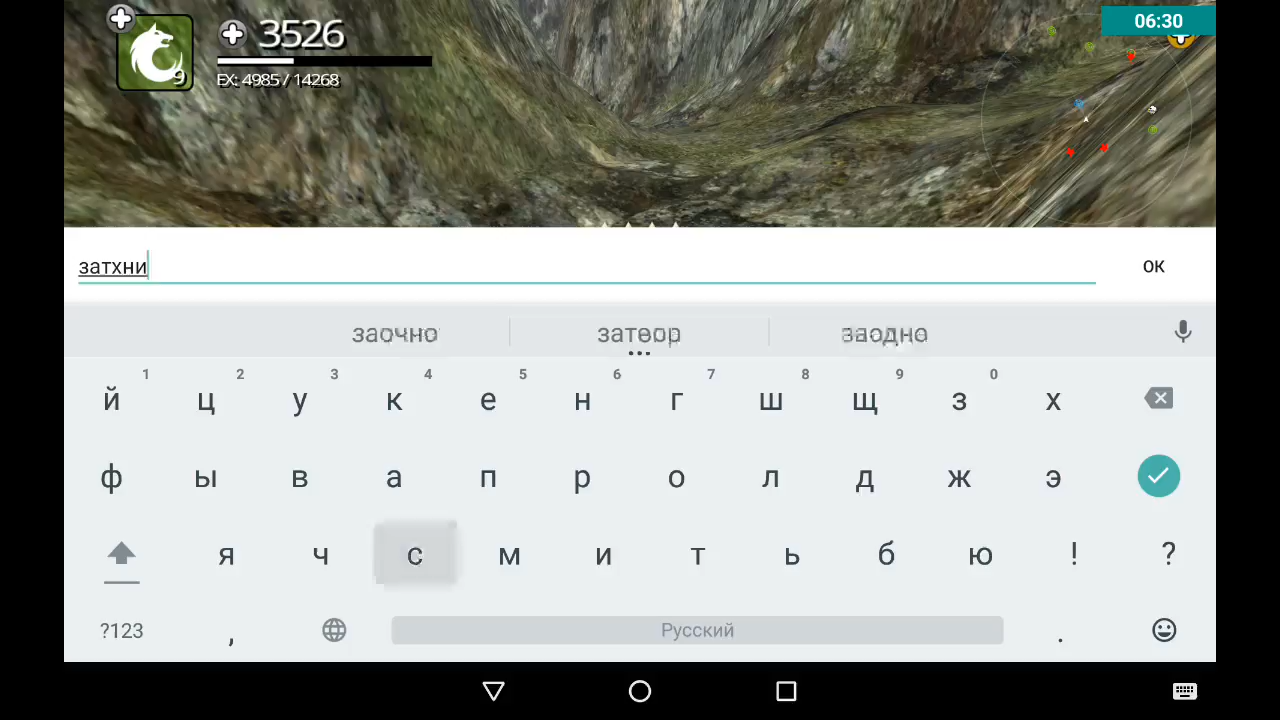 06:30
3526
9
EX: 4985 / 14268
затхни
ОК
заочно затвор заодно
1 2 3 4 5 6 7 8 9 0
й ц у к е н г ш щ з х
ф ы в а п р о л д ж э
я ч с м и т ь б ю ! ?
?123 , Русский .